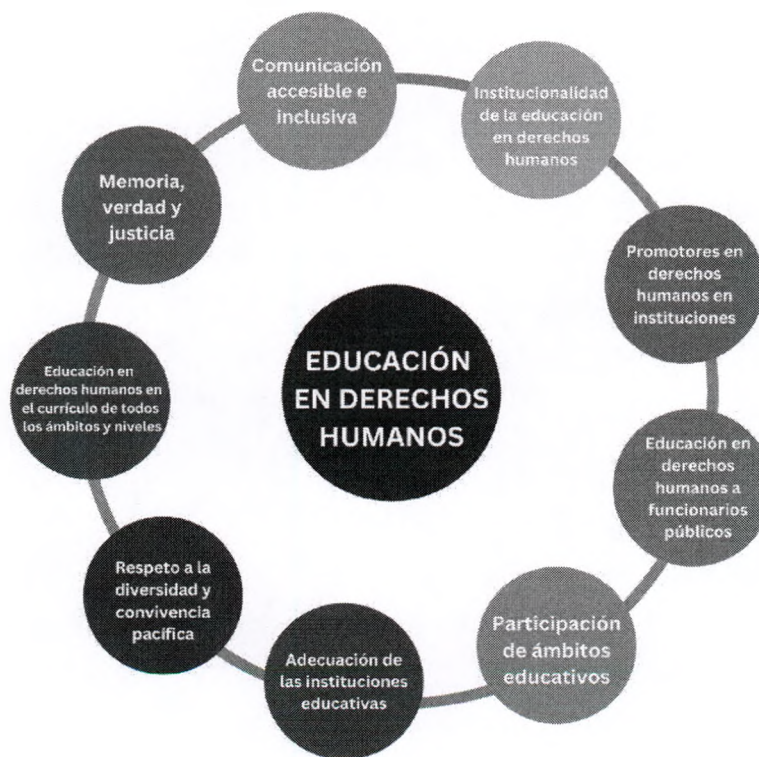 Comunicación
accesible e
inclusiva
Institucionalidad
de la educación
en derechos
humanos
Promotores en
derechos
humanos en
instituciones
Educación en
derechos
humanos a
funcionarios
públicos
Participación
de ámbitos
educativos
Adecuación de
las instituciones
educativas
Respeto a la
diversidad y
convivencia
pacífica
Educación en
derechos humanos en
el currículo de todos
los ámbitos y niveles
Memoria,
verdad y
justicia
EDUCACIÓN
EN DERECHOS
HUMANOS